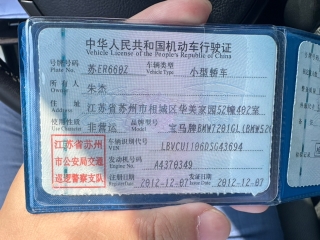 中华人民共和国机动车行驶证
Vehicle License of the People's Republic of China
号牌号码 Plate No. 苏ER660Z 车辆类型 Vehicle Type 小型轿车
所有人 Owner 朱杰
住址 Address 江苏省苏州市相城区华美家园52幢402室
使用性质 Use Character 非营运 品牌型号 Model 宝马牌BMW7201GL(BMW526
江苏省苏州
市公安局交通
巡逻警察支队
车辆识别代号 VIN LBVCU1106DSG43694
发动机号码 Engine No. A4370349
注册日期 Register Date 2012-12-07 发证日期 Issue Date 2012-12-07